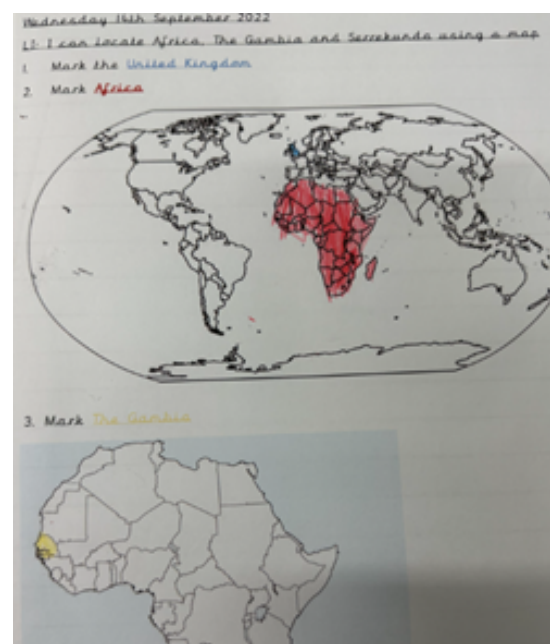 Wednesday 14th September 2022
LI: I can locate Africa, The Gambia and Serrekunda using a map
1. Mark the United Kingdom
2. Mark Africa
3. Mark The Gambia